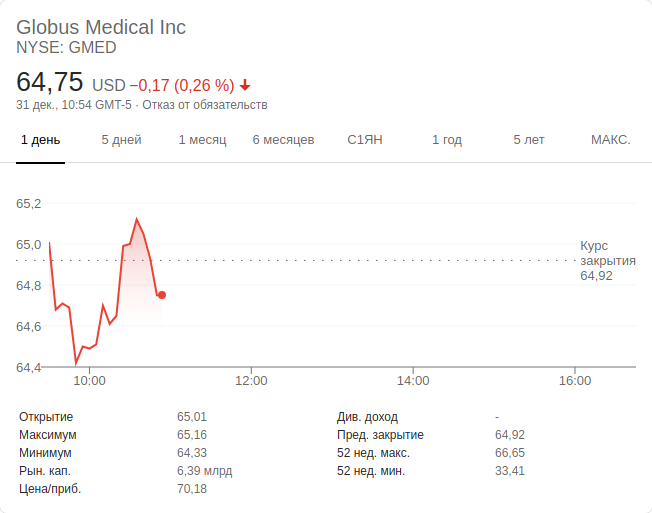 Globus Medical Inc
NYSE: GMED
64,75 USD −0,17 (0,26 %)
31 дек., 10:54 GMT-5 · Отказ от обязательств
1 день 5 дней 1 месяц 6 месяцев С1ЯН 1 год 5 лет МАКС.
65,2
65,0
64,8
64,6
64,4
Курс
закрытия
64,92
10:00 12:00 14:00 16:00
Открытие 65,01 Див. доход -
Максимум 65,16 Пред. закрытие 64,92
Минимум 64,33 52 нед. макс. 66,65
Рын. кап. 6,39 млрд 52 нед. мин. 33,41
Цена/приб. 70,18